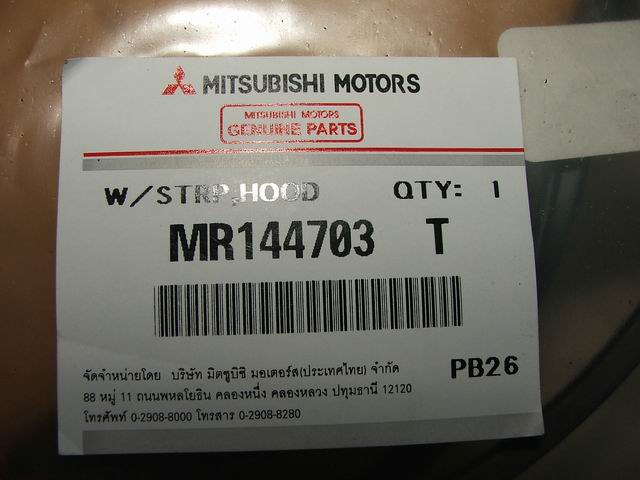 MITSUBISHI MOTORS
MITSUBISHI MOTORS
GENUINE PARTS
W/STRP,HOOD QTY: 1
MR144703 T
จัดจำหน่ายโดย บริษัท มิตซูบิชิ มอเตอร์ส(ประเทศไทย) จำกัด
PB26
88 หมู่ 11 ถนนพหลโยธิน คลองหนึ่ง คลองหลวง ปทุมธานี 12120
โทรศัพท์ 0-2908-8000 โทรสาร 0-2908-8280